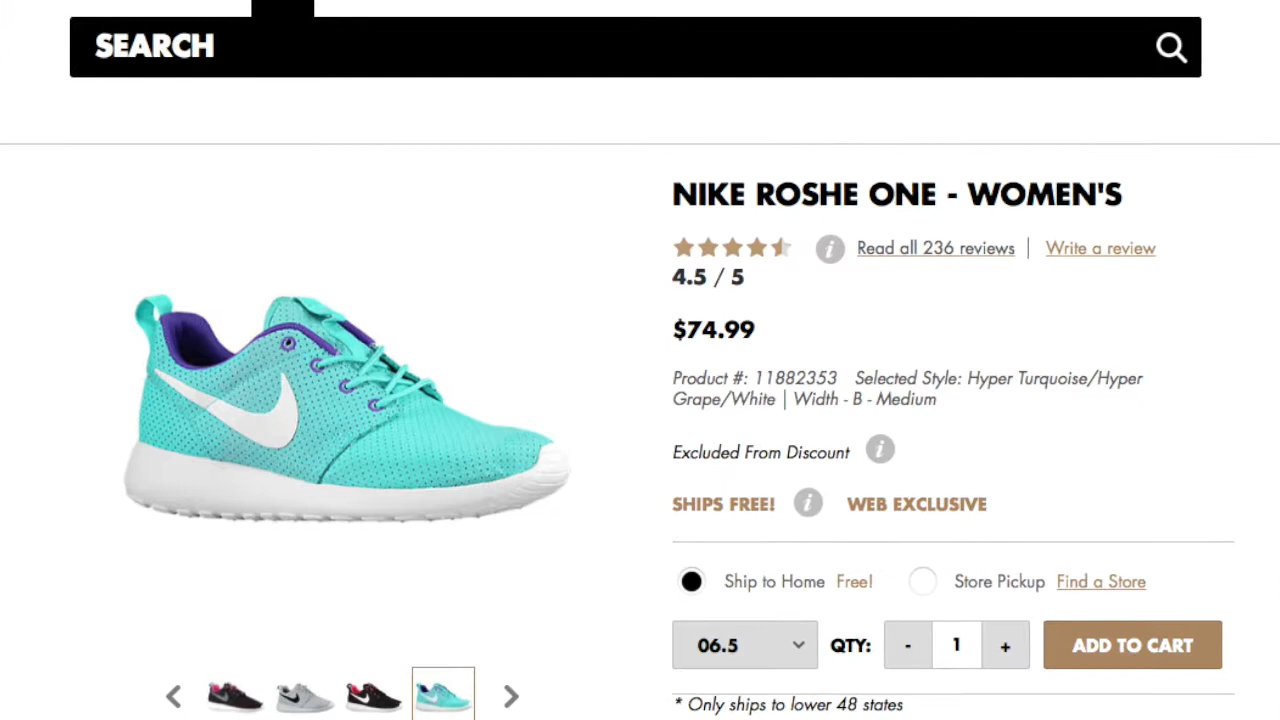 SEARCH
NIKE ROSHE ONE - WOMEN'S
i Read all 236 reviews | Write a review
4.5 / 5
$74.99
Product #: 11882353 Selected Style: Hyper Turquoise/Hyper
Grape/White | Width - B - Medium
Excluded From Discount i
SHIPS FREE! i WEB EXCLUSIVE
Ship to Home Free! Store Pickup Find a Store
06.5 QTY: - 1 + ADD TO CART
* Only ships to lower 48 states